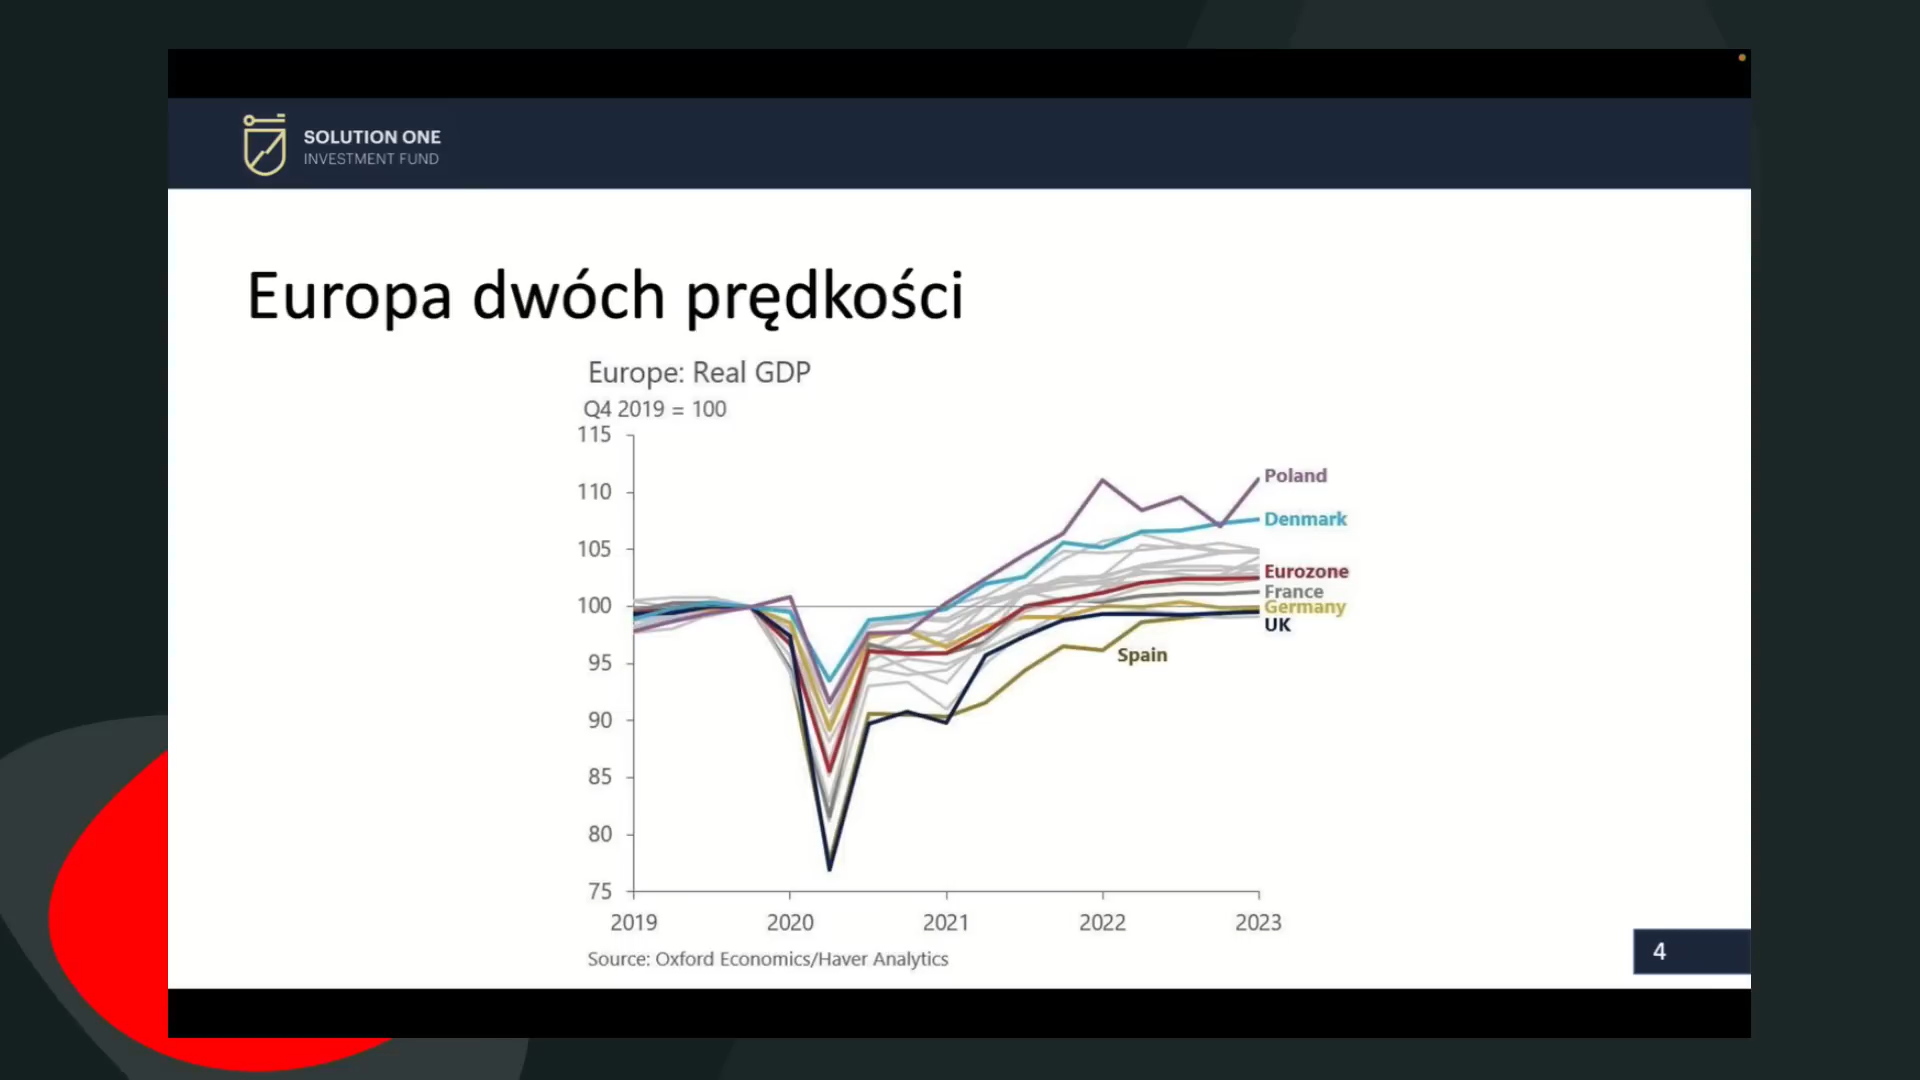 SOLUTION ONE
INVESTMENT FUND
Europa dwóch prędkości
Europe: Real GDP
Q4 2019 = 100
115
110
105
100
95
90
85
80
75
Poland
Denmark
Eurozone
France
Germany
UK
Spain
2019 2020 2021 2022 2023
Source: Oxford Economics/Haver Analytics
4